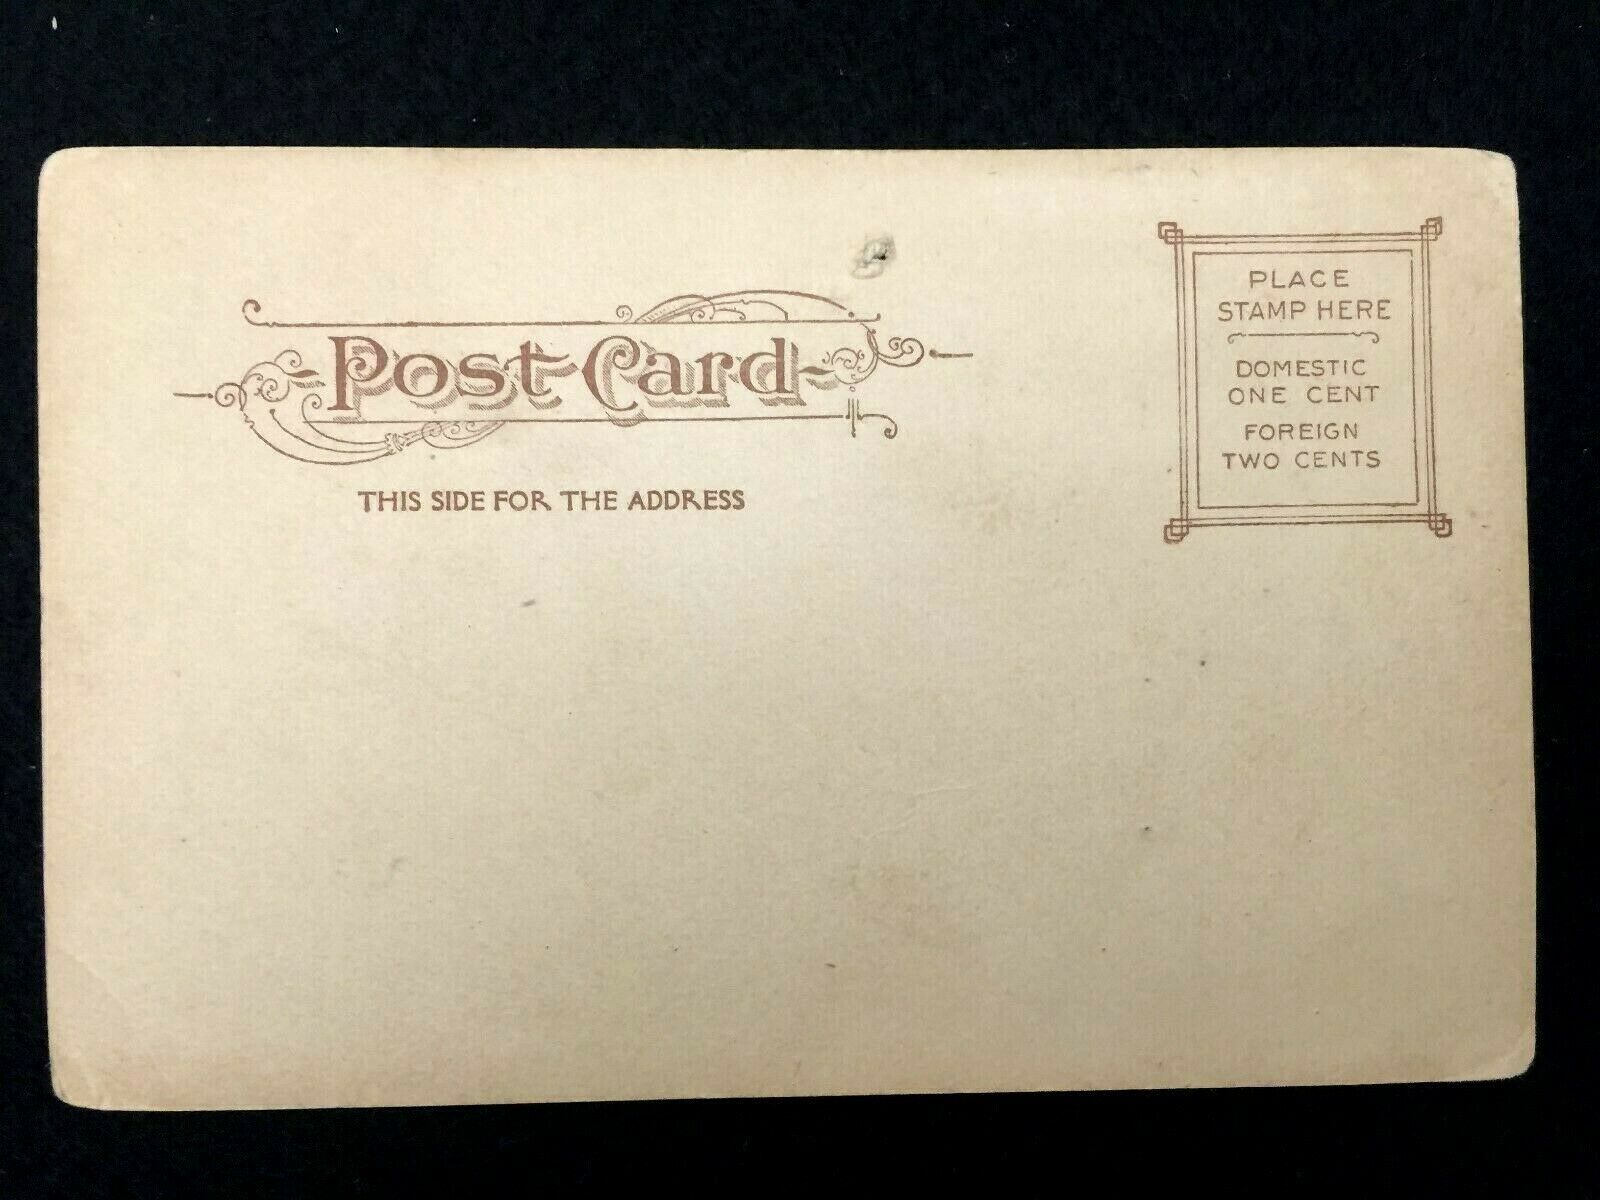 Post Card
THIS SIDE FOR THE ADDRESS
PLACE
STAMP HERE
DOMESTIC
ONE CENT
FOREIGN
TWO CENTS